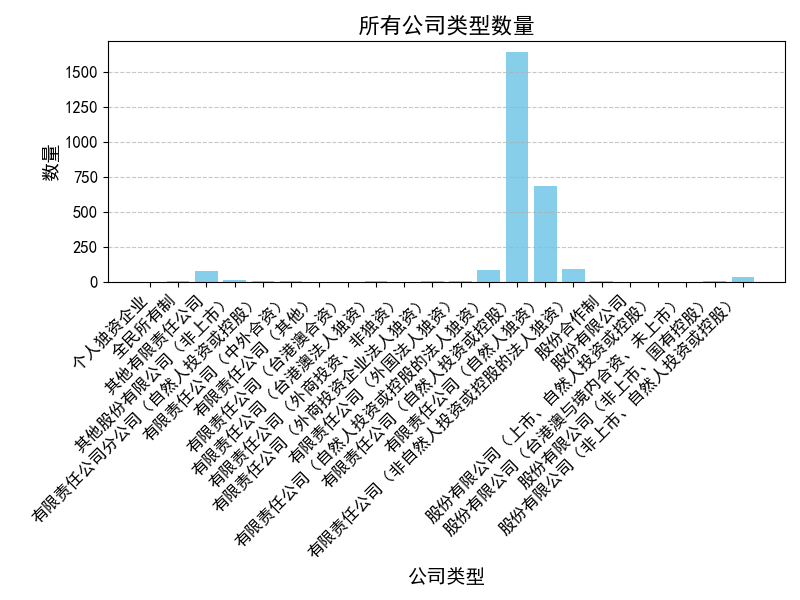 所有公司类型数量
数量
1500
1250
1000
750
500
250
0
个人独资企业
全民所有制
其他有限责任公司
其他股份有限公司（非上市）
有限责任公司分公司（自然人投资或控股）
有限责任公司（中外合资）
有限责任公司（其他）
有限责任公司（台港澳合资）
有限责任公司（台港澳法人独资）
有限责任公司（外商投资、非独资）
有限责任公司（外商投资企业法人独资）
有限责任公司（外国法人独资）
有限责任公司（自然人投资或控股的法人独资）
有限责任公司（自然人投资或控股）
有限责任公司（自然人独资）
有限责任公司（非自然人投资或控股的法人独资）
股份合作制
股份有限公司
股份有限公司（上市、自然人投资或控股）
股份有限公司（台港澳与境内合资、未上市）
股份有限公司（非上市、国有控股）
股份有限公司（非上市、自然人投资或控股）
公司类型